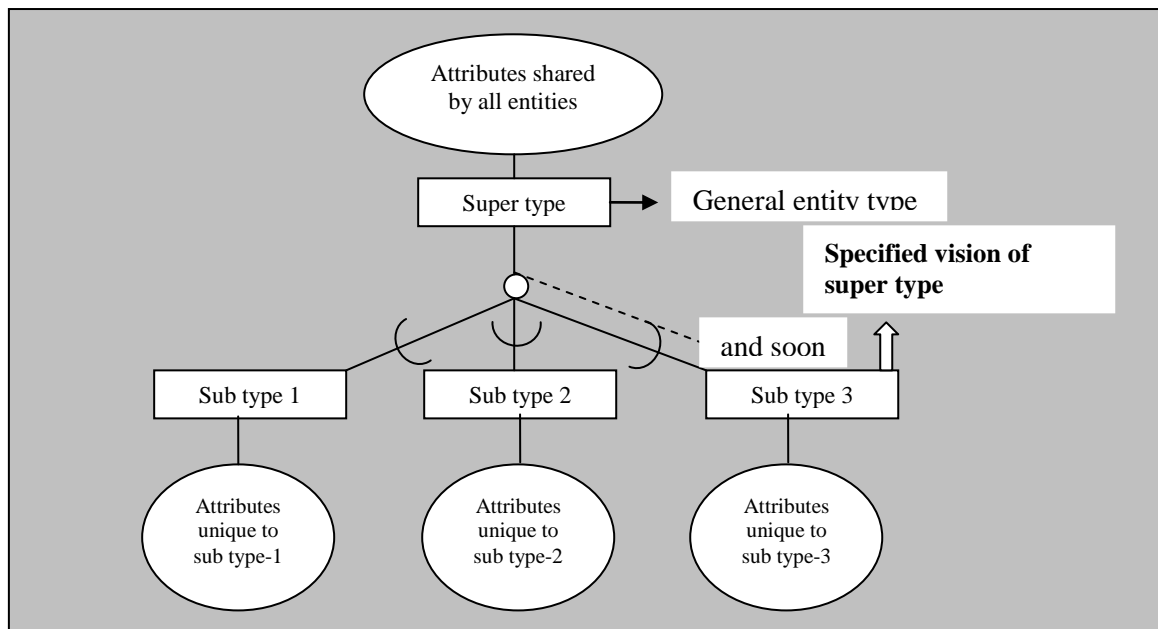 Attributes shared
by all entities
Super type
General entity type
Specified vision of
super type
and soon
Sub type 1
Sub type 2
Sub type 3
Attributes
unique to
sub type-1
Attributes
unique to
sub type-2
Attributes
unique to
sub type-3